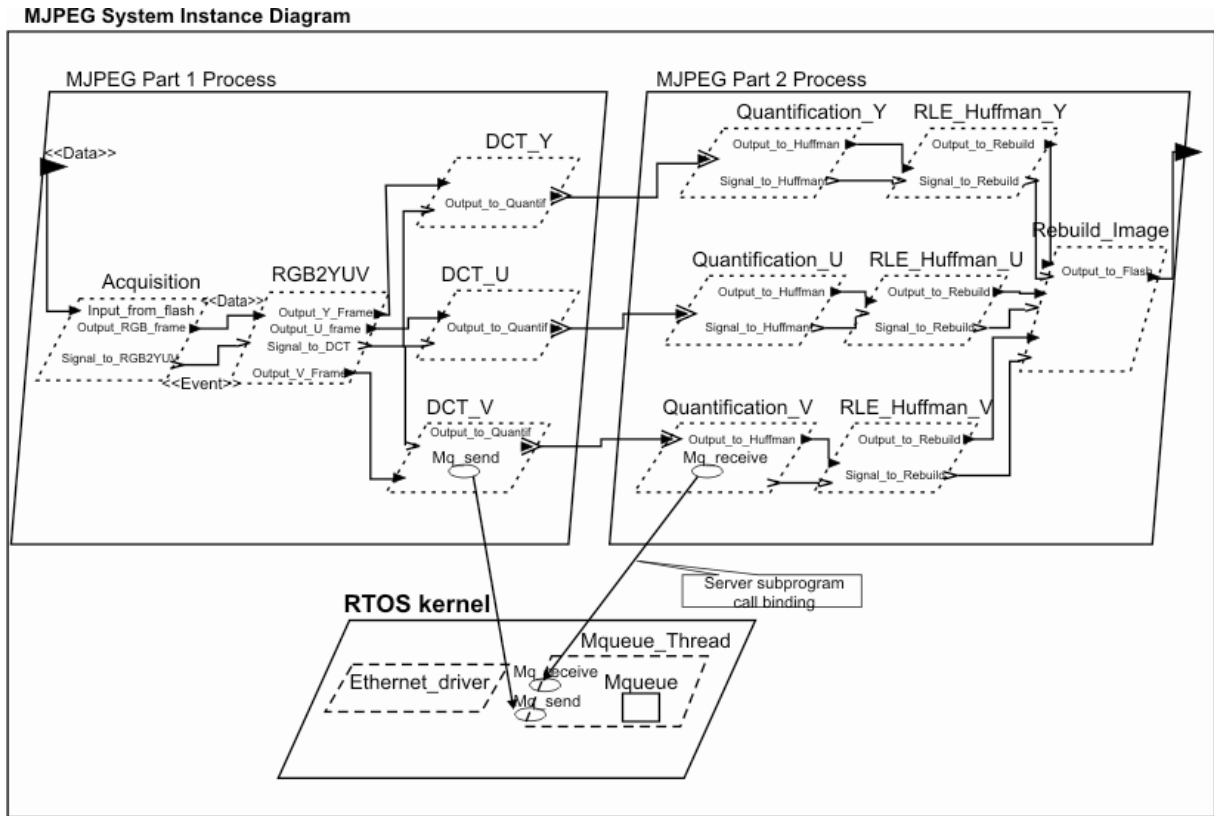 MJPEG System Instance Diagram
MJPEG Part 1 Process
MJPEG Part 2 Process
<<Data>>
DCT_Y
Output_to_Quantif
Quantification_Y
Output_to_Huffman
Signal_to_Huffman
RLE_Huffman_Y
Output_to_Rebuild
Signal_to_Rebuild
Rebuild_Image
Output_to_Flash
Acquisition
Input_from_flash
Output_RGB_frame
Signal_to_RGB2YUV
<<Data>>
<<Event>>
RGB2YUV
Output_Y_Frame
Output_U_frame
Signal_to_DCT
Output_V_Frame
DCT_U
Output_to_Quantif
Quantification_U
Output_to_Huffman
Signal_to_Huffman
RLE_Huffman_U
Output_to_Rebuild
Signal_to_Rebuild
DCT_V
Output_to_Quantif
Mq_send
Quantification_V
Output_to_Huffman
Mq_receive
RLE_Huffman_V
Output_to_Rebuild
Signal_to_Rebuild
Server subprogram
call binding
RTOS kernel
Ethernet_driver
Mqueue_Thread
Mq_receive
Mq_send
Mqueue